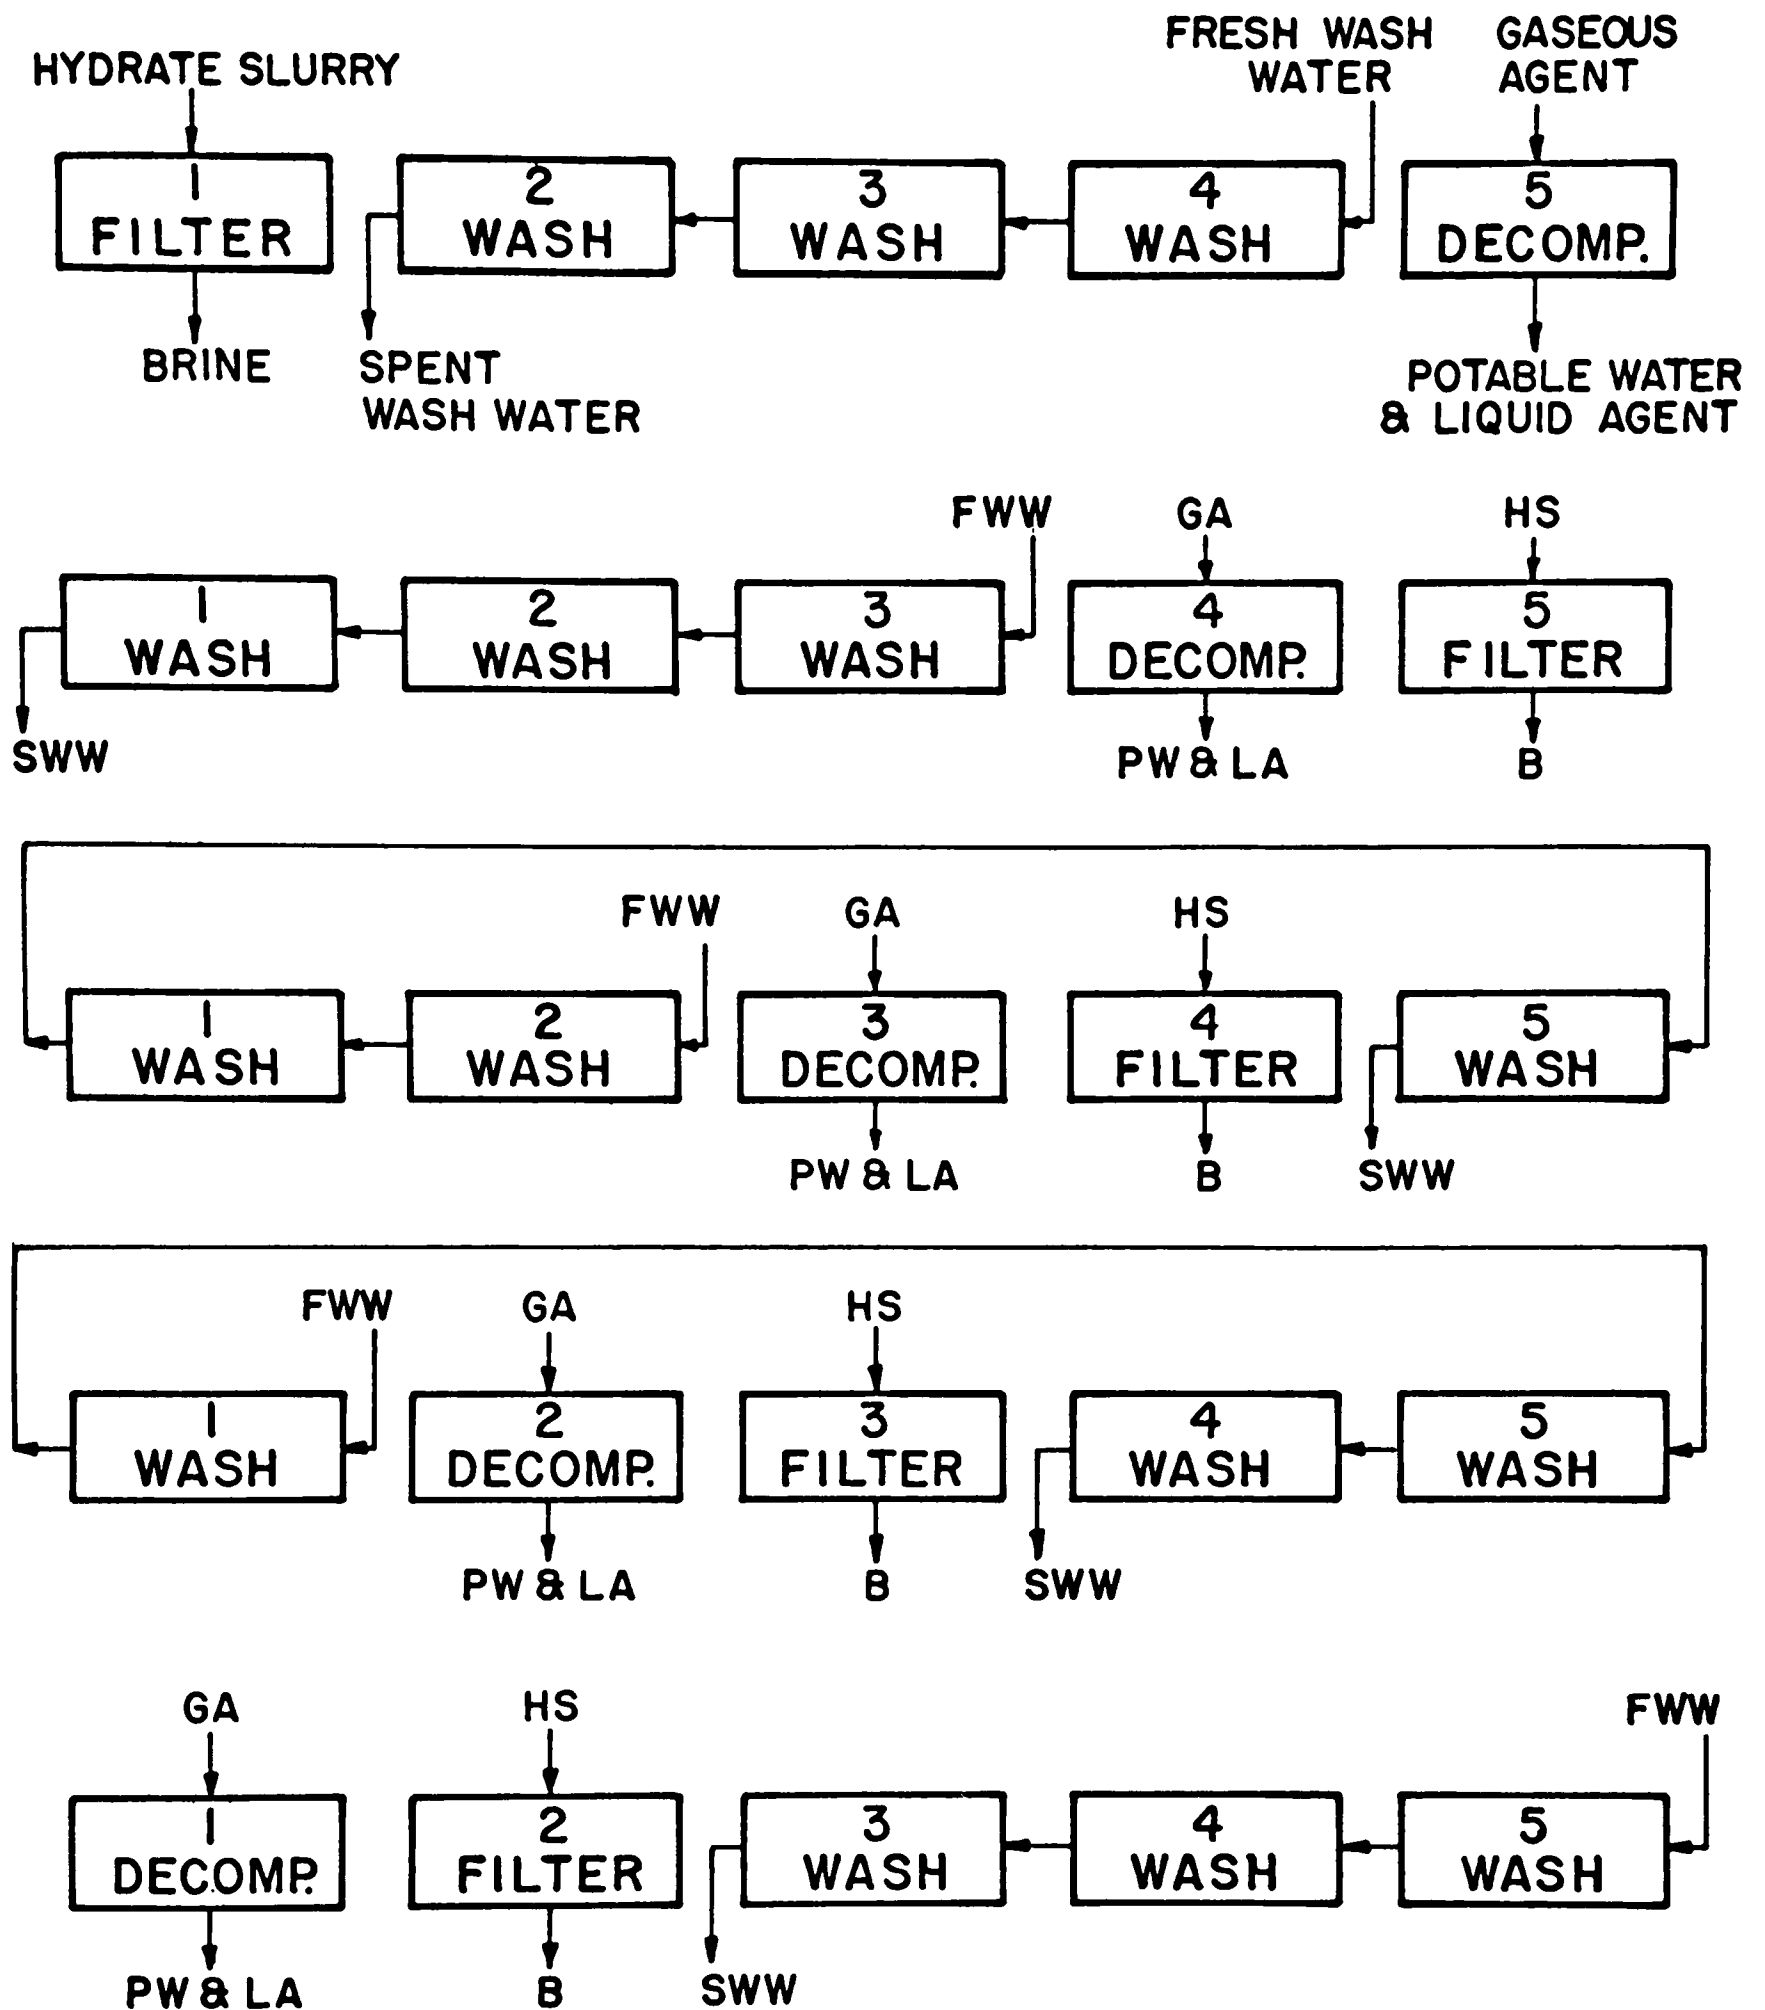 HYDRATE SLURRY
FRESH WASH
WATER
GASEOUS
AGENT
1
FILTER
2
WASH
3
WASH
4
WASH
5
DECOMP.
BRINE
SPENT
WASH WATER
POTABLE WATER
& LIQUID AGENT
FWW
GA
HS
1
WASH
2
WASH
3
WASH
4
DECOMP.
5
FILTER
SWW
PW & LA
B
FWW
GA
HS
1
WASH
2
WASH
3
DECOMP.
4
FILTER
5
WASH
PW & LA
B
SWW
FWW
GA
HS
1
WASH
2
DECOMP.
3
FILTER
4
WASH
5
WASH
PW & LA
B
SWW
GA
HS
FWW
1
DECOMP.
2
FILTER
3
WASH
4
WASH
5
WASH
PW & LA
B
SWW